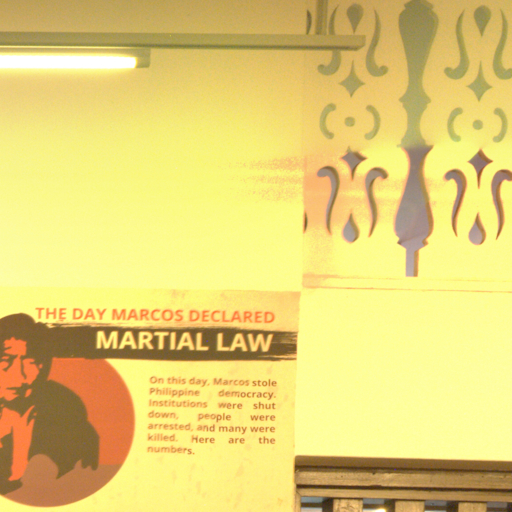 THE DAY MARCOS DECLARED
MARTIAL LAW
On this day, Marcos stole
Philippine democracy.
Institutions were shut
down, people were
arrested, and many were
killed. Here are the
numbers.